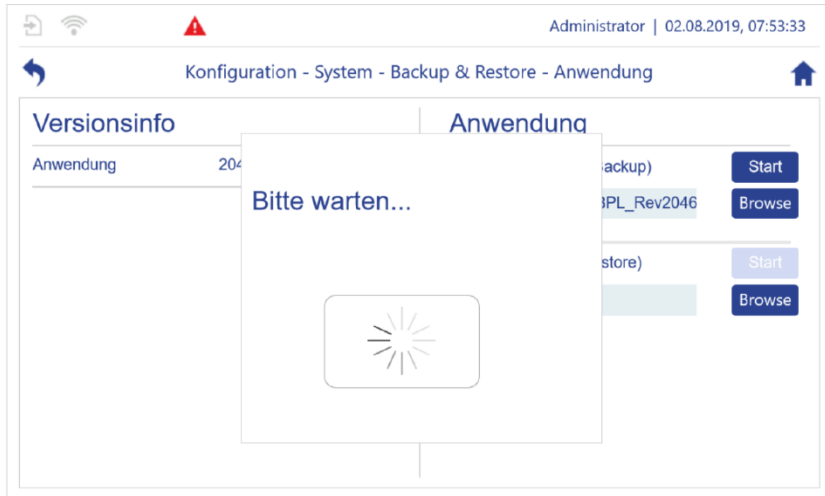 Administrator | 02.08.2019, 07:53:33
Konfiguration - System - Backup & Restore - Anwendung
Versionsinfo
Anwendung 204
Bitte warten...
Anwendung
ackup) Start
BPL_Rev2046 Browse
store) Start
Browse